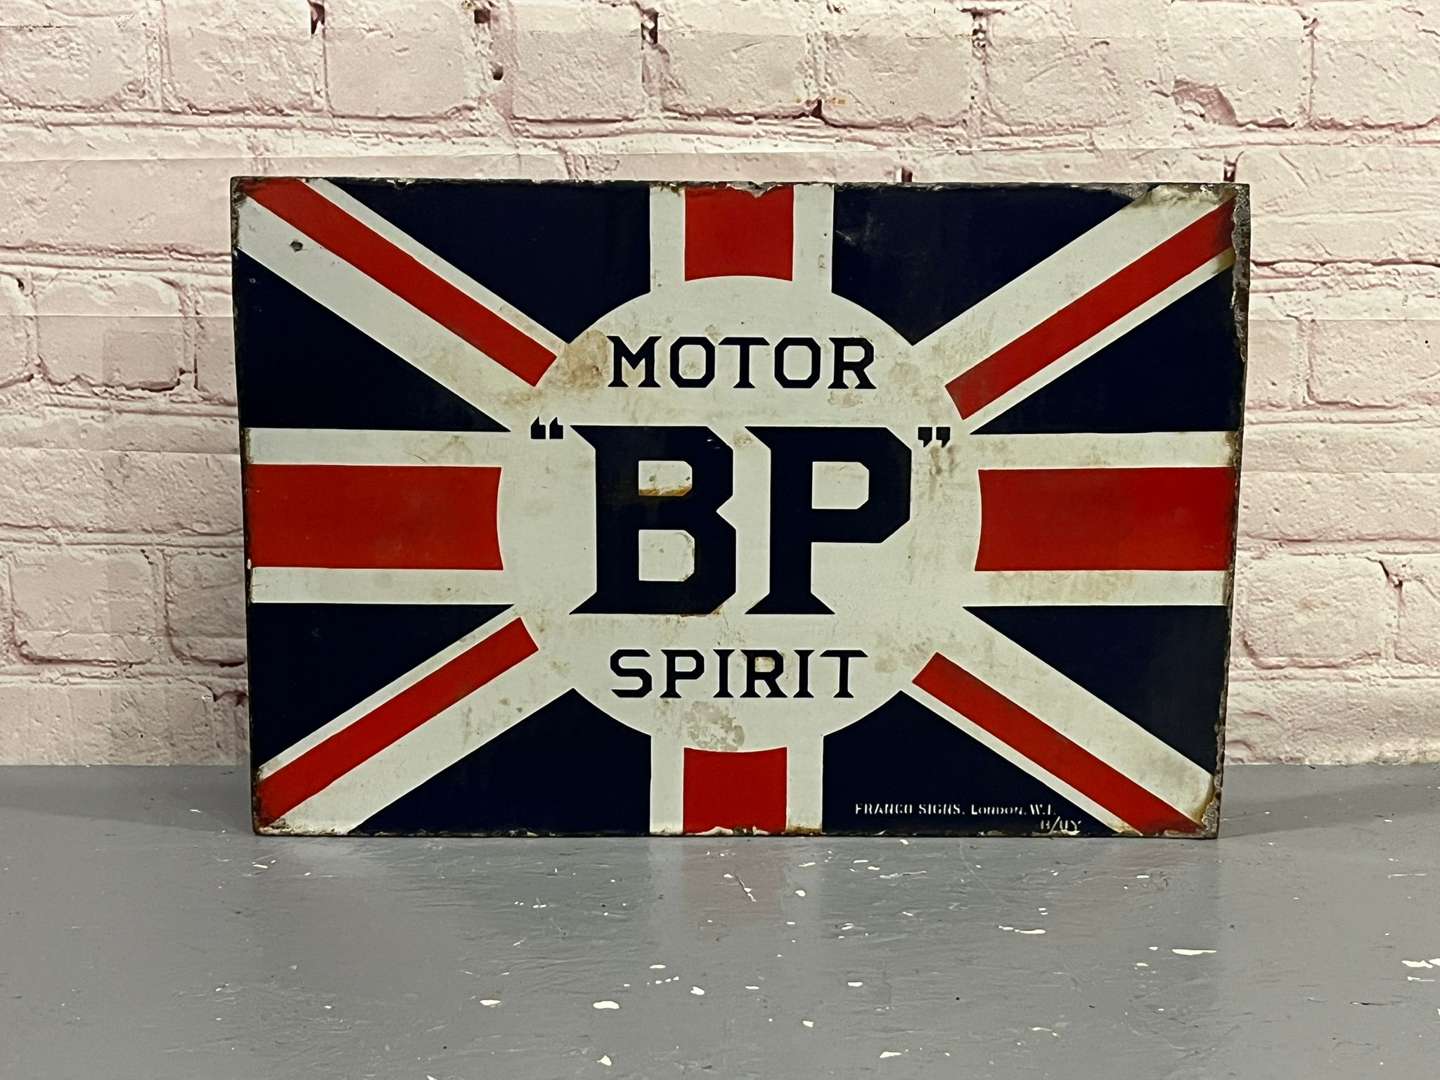 MOTOR
“BP”
SPIRIT
FRANCO SIGNS. LONDON. W.1.